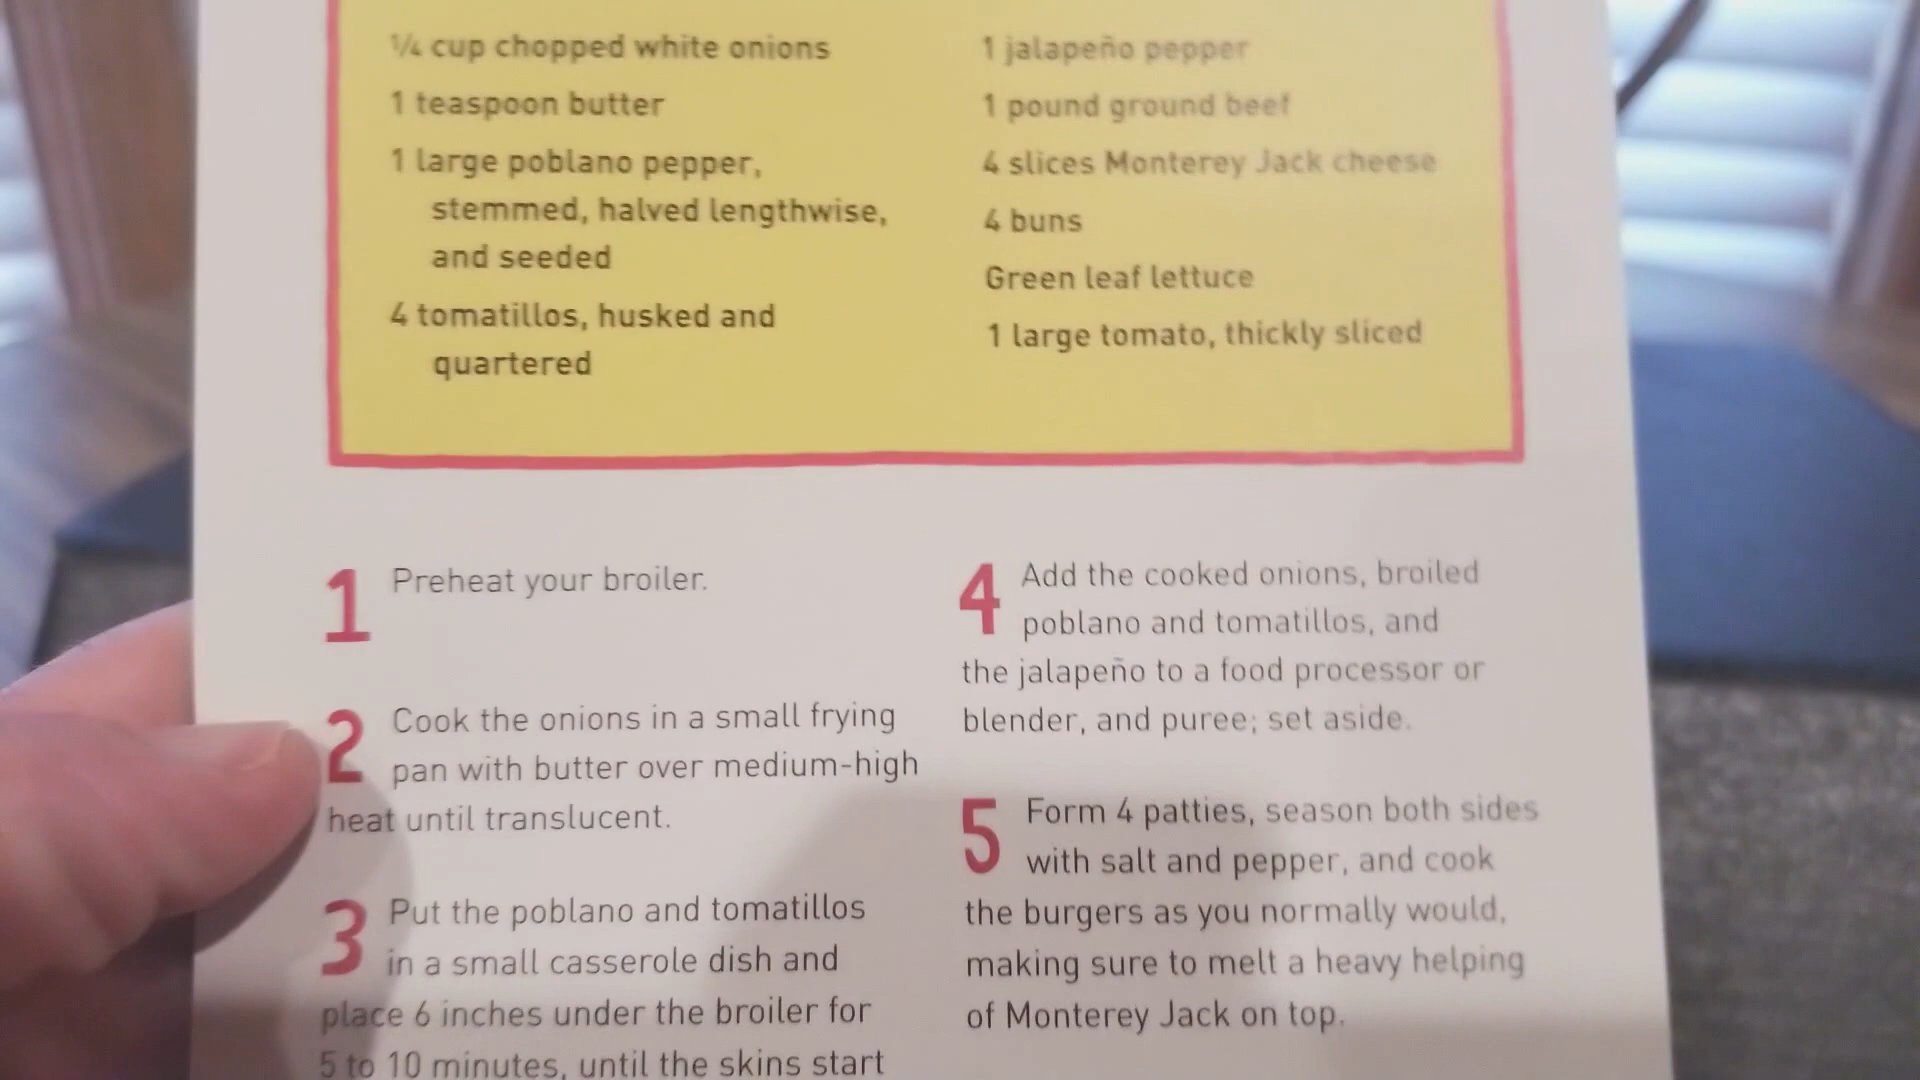 ¼ cup chopped white onions
1 teaspoon butter
1 large poblano pepper,
stemmed, halved lengthwise,
and seeded
4 tomatillos, husked and
quartered
1 jalapeño pepper
1 pound ground beef
4 slices Monterey Jack cheese
4 buns
Green leaf lettuce
1 large tomato, thickly sliced
1 Preheat your broiler.
2 Cook the onions in a small frying
pan with butter over medium-high
heat until translucent.
3 Put the poblano and tomatillos
in a small casserole dish and
place 6 inches under the broiler for
5 to 10 minutes, until the skins start
4 Add the cooked onions, broiled
poblano and tomatillos, and
the jalapeño to a food processor or
blender, and puree; set aside.
5 Form 4 patties, season both sides
with salt and pepper, and cook
the burgers as you normally would,
making sure to melt a heavy helping
of Monterey Jack on top.